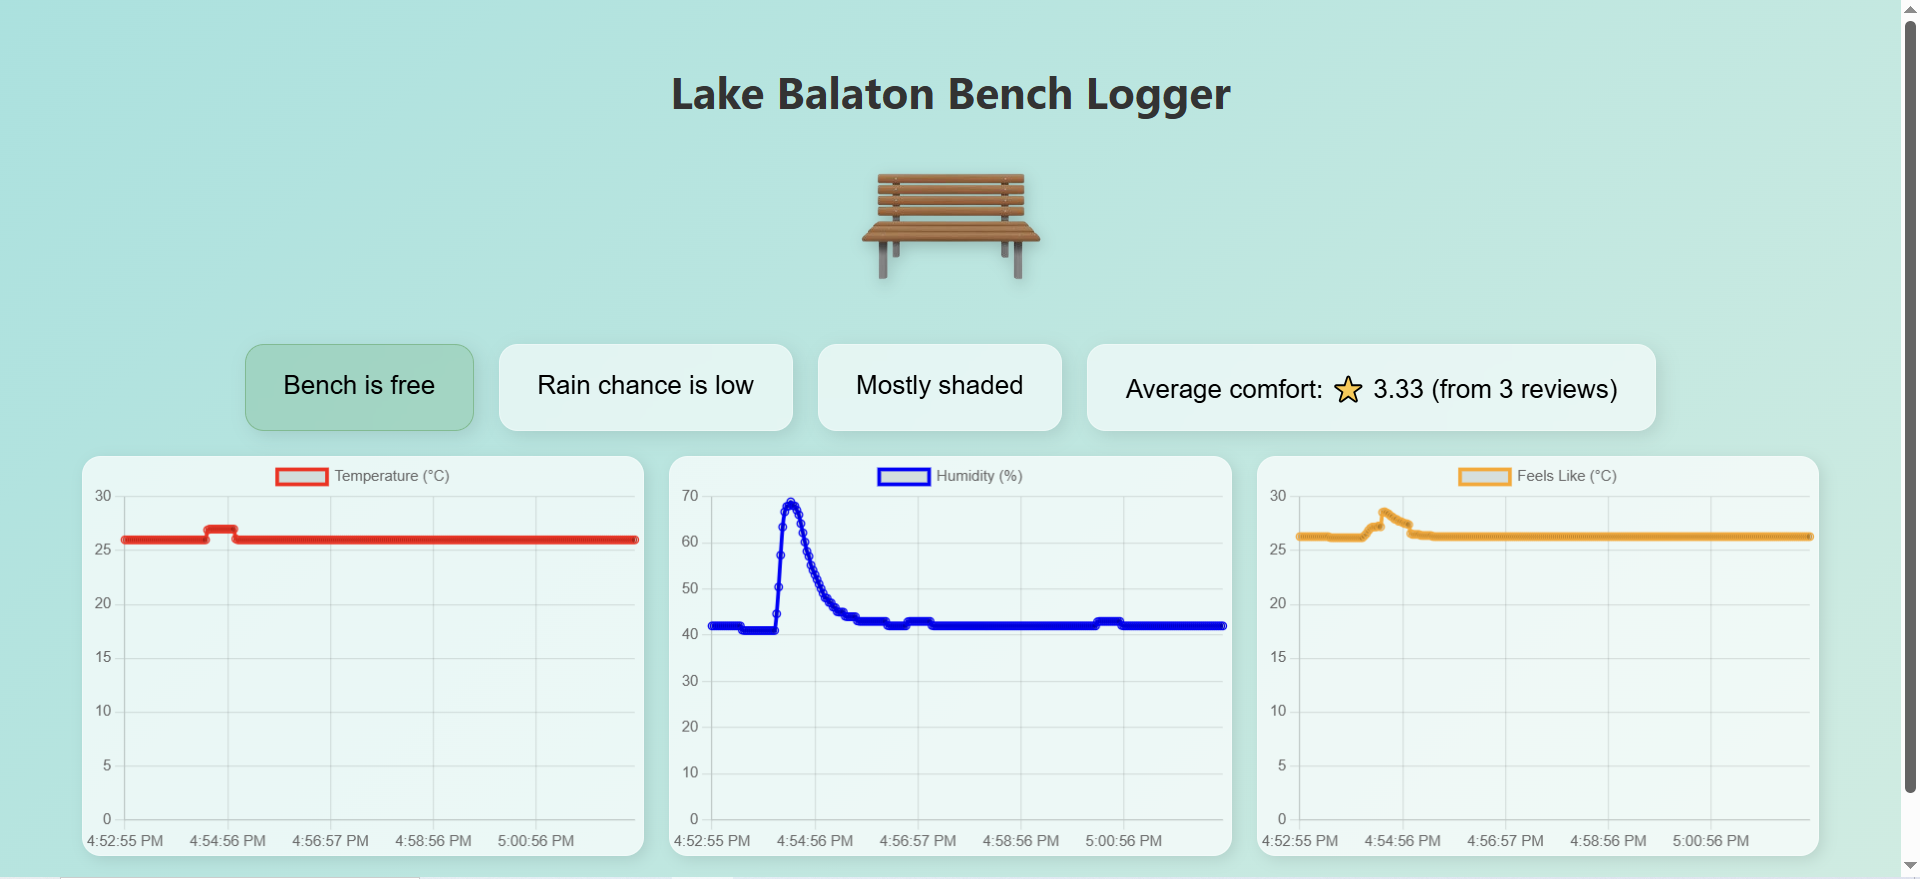 Lake Balaton Bench Logger
Bench is free
Rain chance is low
Mostly shaded
Average comfort: ⭐ 3.33 (from 3 reviews)
Temperature (°C)
30
25
20
15
10
5
0
4:52:55 PM 4:54:56 PM 4:56:57 PM 4:58:56 PM 5:00:56 PM
Humidity (%)
70
60
50
40
30
20
10
0
4:52:55 PM 4:54:56 PM 4:56:57 PM 4:58:56 PM 5:00:56 PM
Feels Like (°C)
30
25
20
15
10
5
0
4:52:55 PM 4:54:56 PM 4:56:57 PM 4:58:56 PM 5:00:56 PM